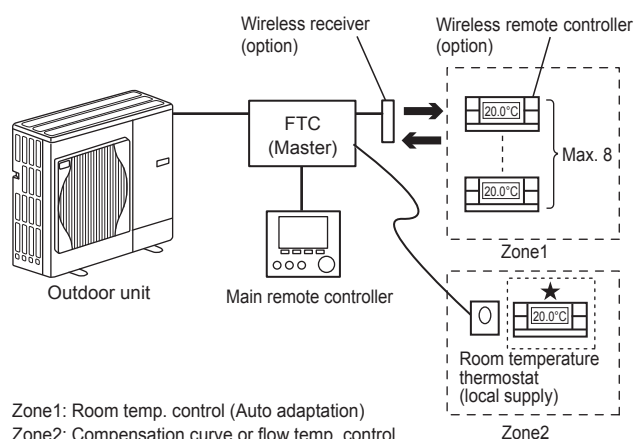 Wireless receiver
(option)
Wireless remote controller
(option)
FTC
(Master)
20.0°C
Max. 8
20.0°C
Zone1
Outdoor unit
Main remote controller
★
20.0°C
Room temperature
thermostat
(local supply)
Zone2
Zone1: Room temp. control (Auto adaptation)
Zone2: Compensation curve or flow temp. control